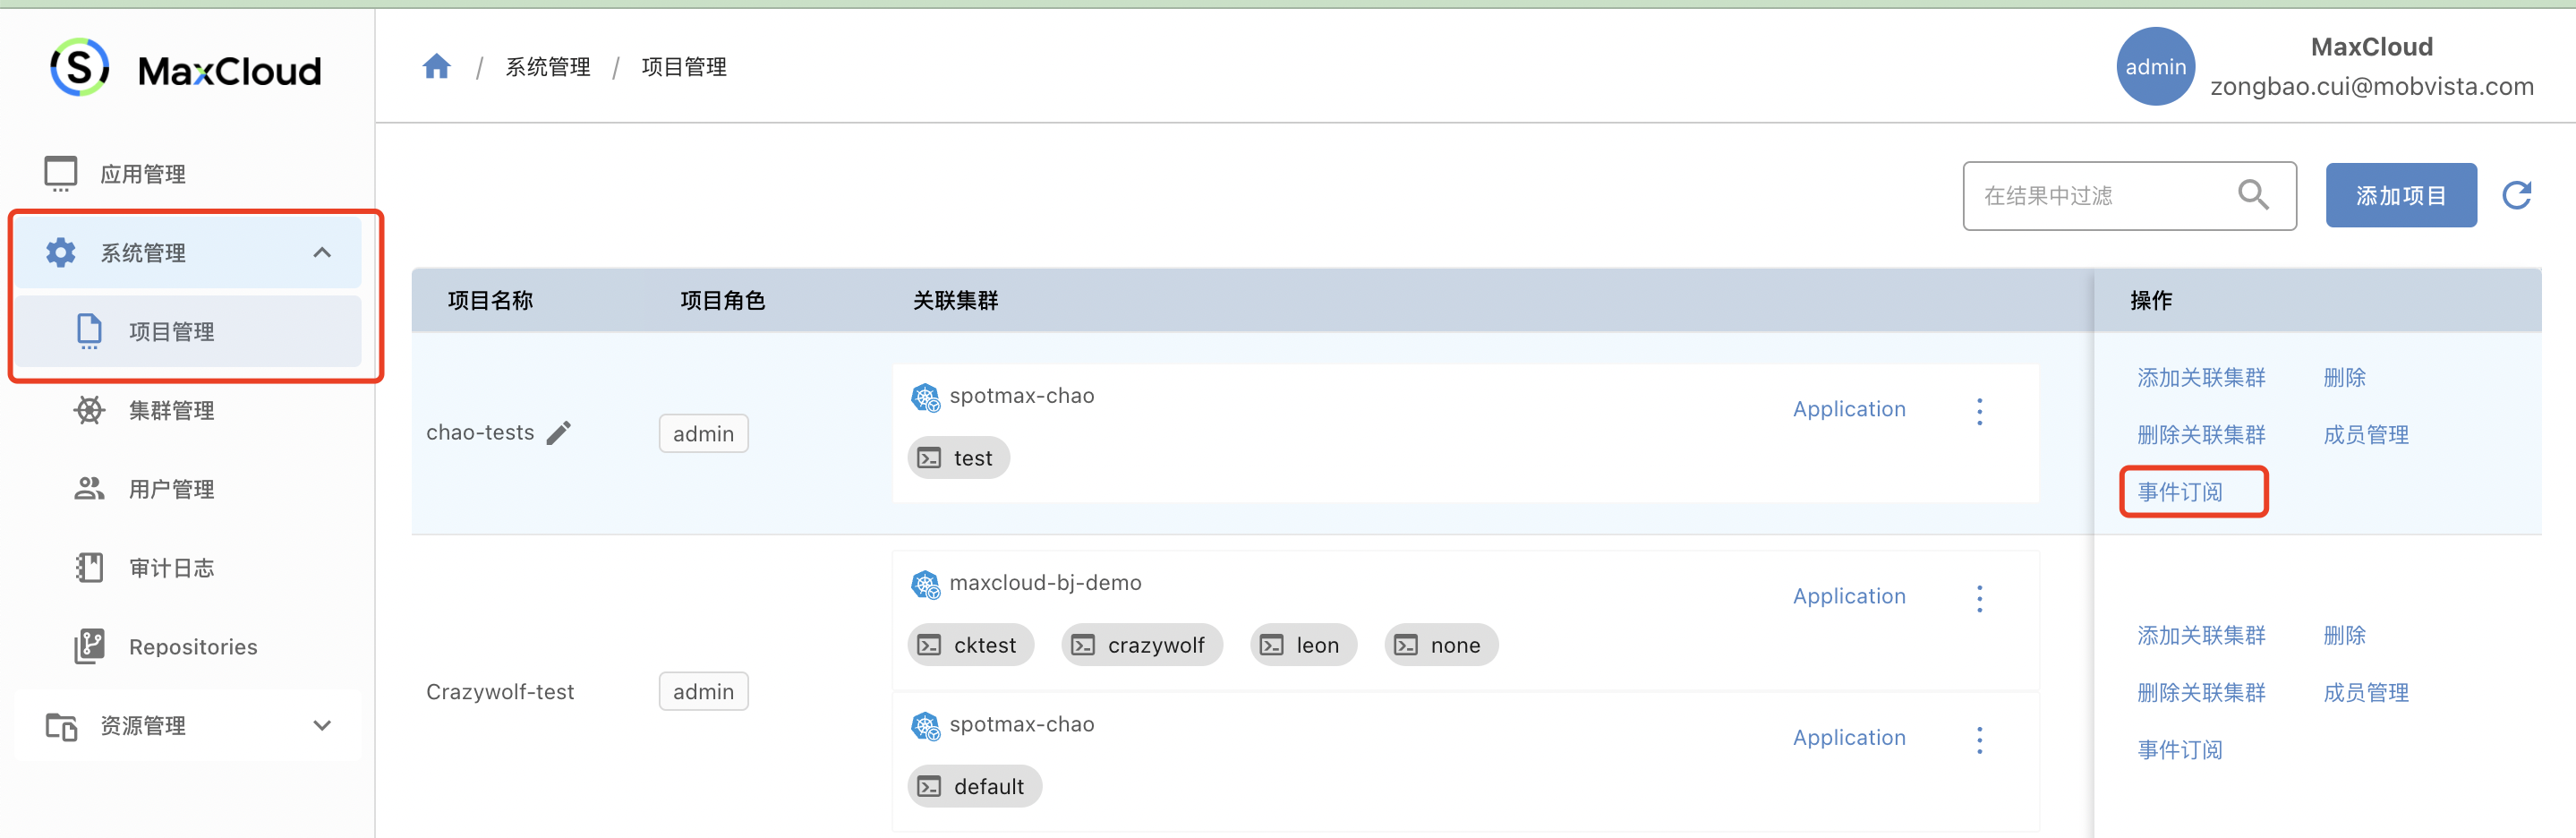 MaxCloud
应用管理
系统管理
项目管理
集群管理
用户管理
审计日志
Repositories
资源管理
/ 系统管理 / 项目管理
admin
MaxCloud
zongbao.cui@mobvista.com
在结果中过滤
添加项目
项目名称 项目角色 关联集群 操作
chao-tests
admin
spotmax-chao
Application
test
添加关联集群 删除
删除关联集群 成员管理
事件订阅
Crazywolf-test
admin
maxcloud-bj-demo
Application
cktest crazywolf leon none
spotmax-chao
Application
default
添加关联集群 删除
删除关联集群 成员管理
事件订阅